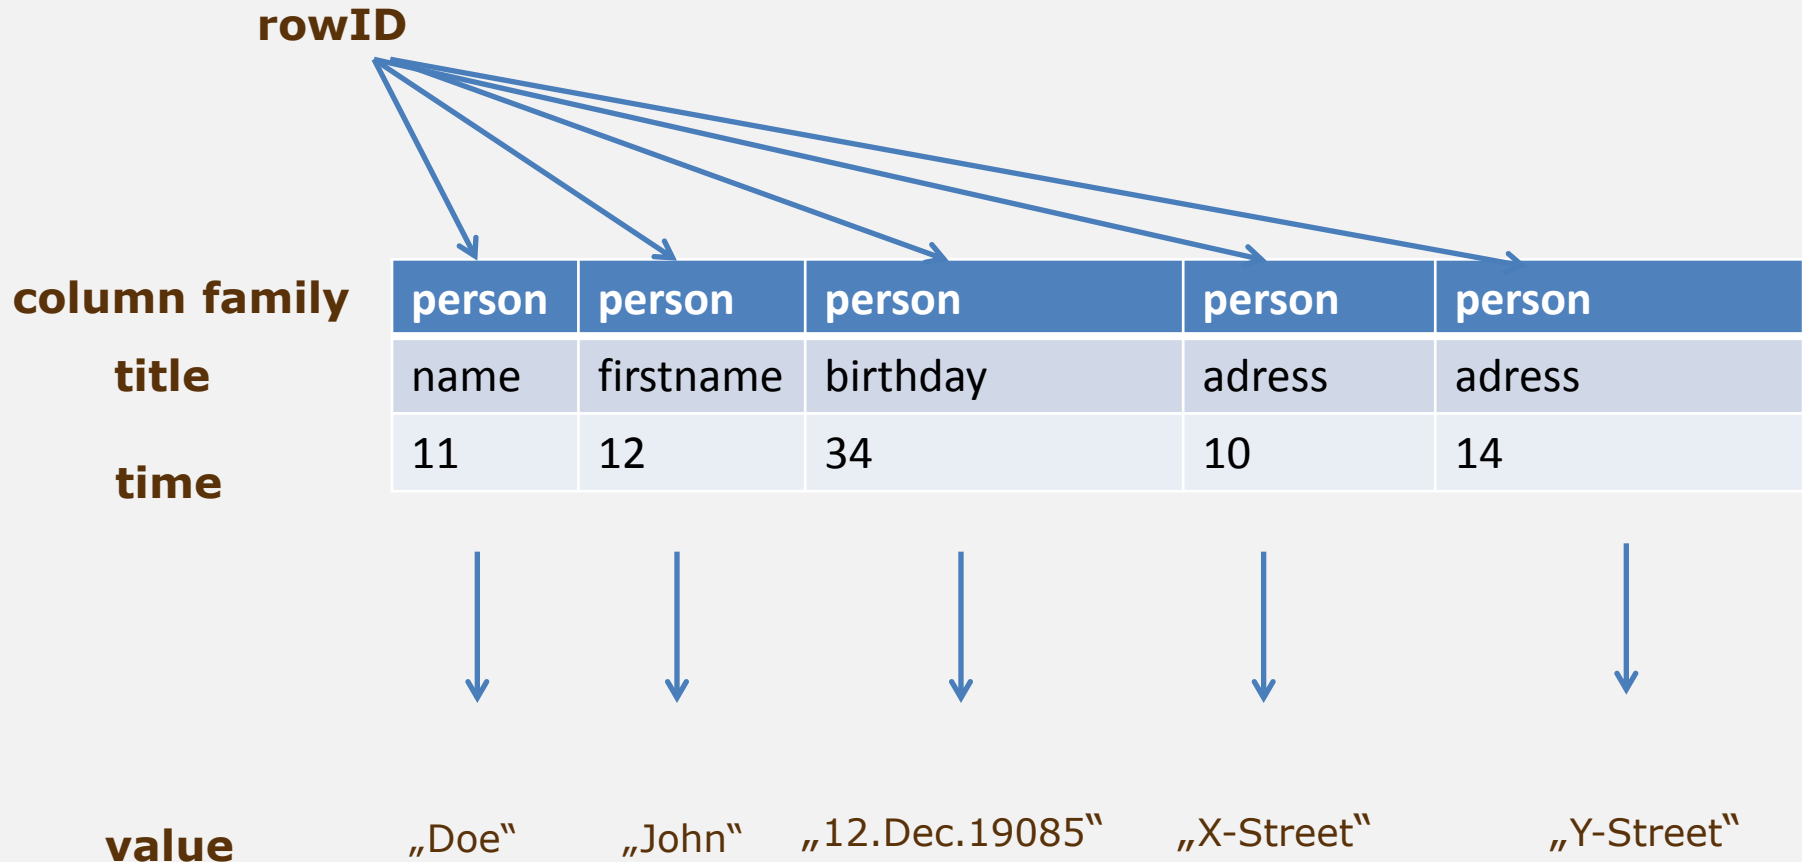 rowID
column family person person person person person
title name firstname birthday adress adress
time 11 12 34 10 14
value „Doe“ „John“ „12.Dec.19085“ „X-Street“ „Y-Street“